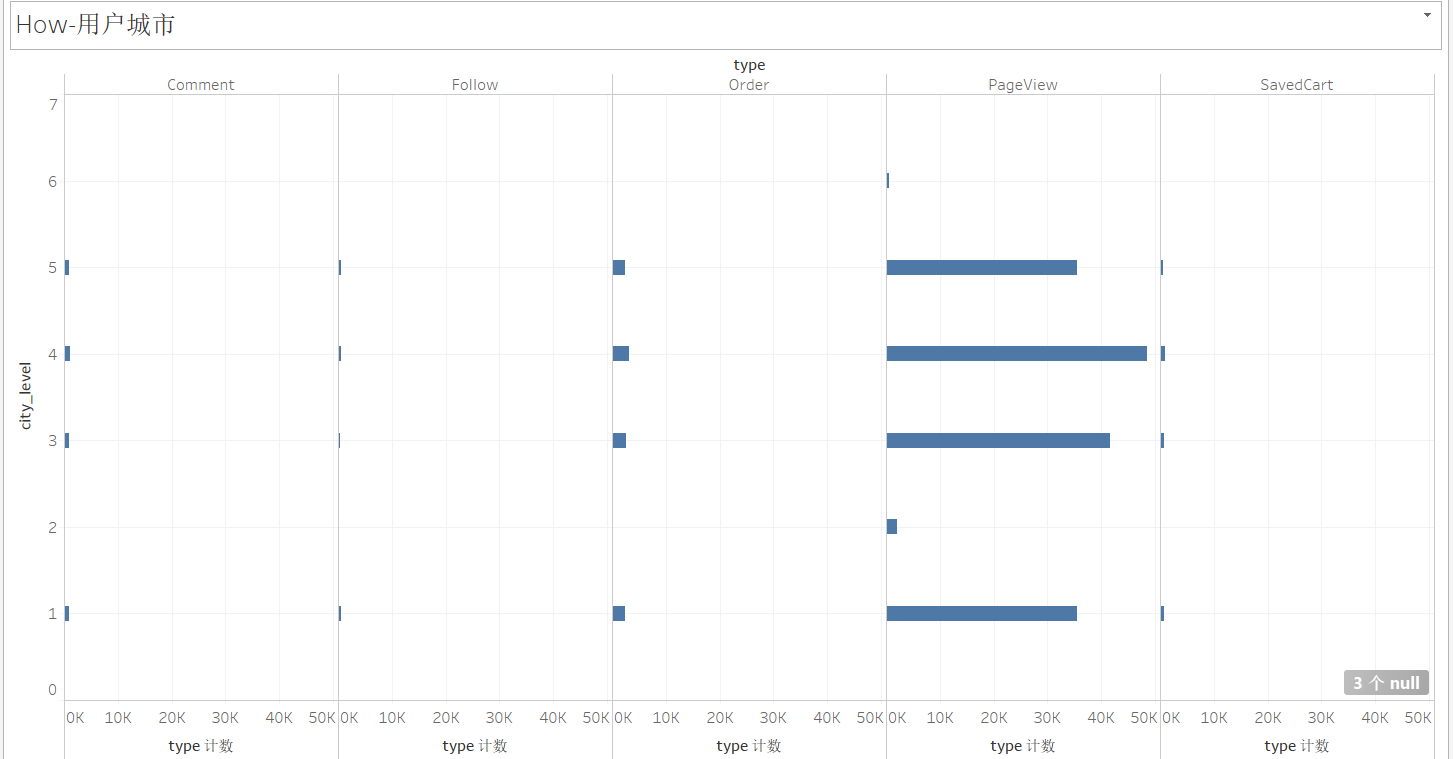 How-用户城市
type
Comment Follow Order PageView SavedCart
7
6
5
4
3
2
1
0
city_level
3 个 null
0K 10K 20K 30K 40K 50K 0K 10K 20K 30K 40K 50K 0K 10K 20K 30K 40K 50K 0K 10K 20K 30K 40K 50K 0K 10K 20K 30K 40K 50K
type 计数 type 计数 type 计数 type 计数 type 计数